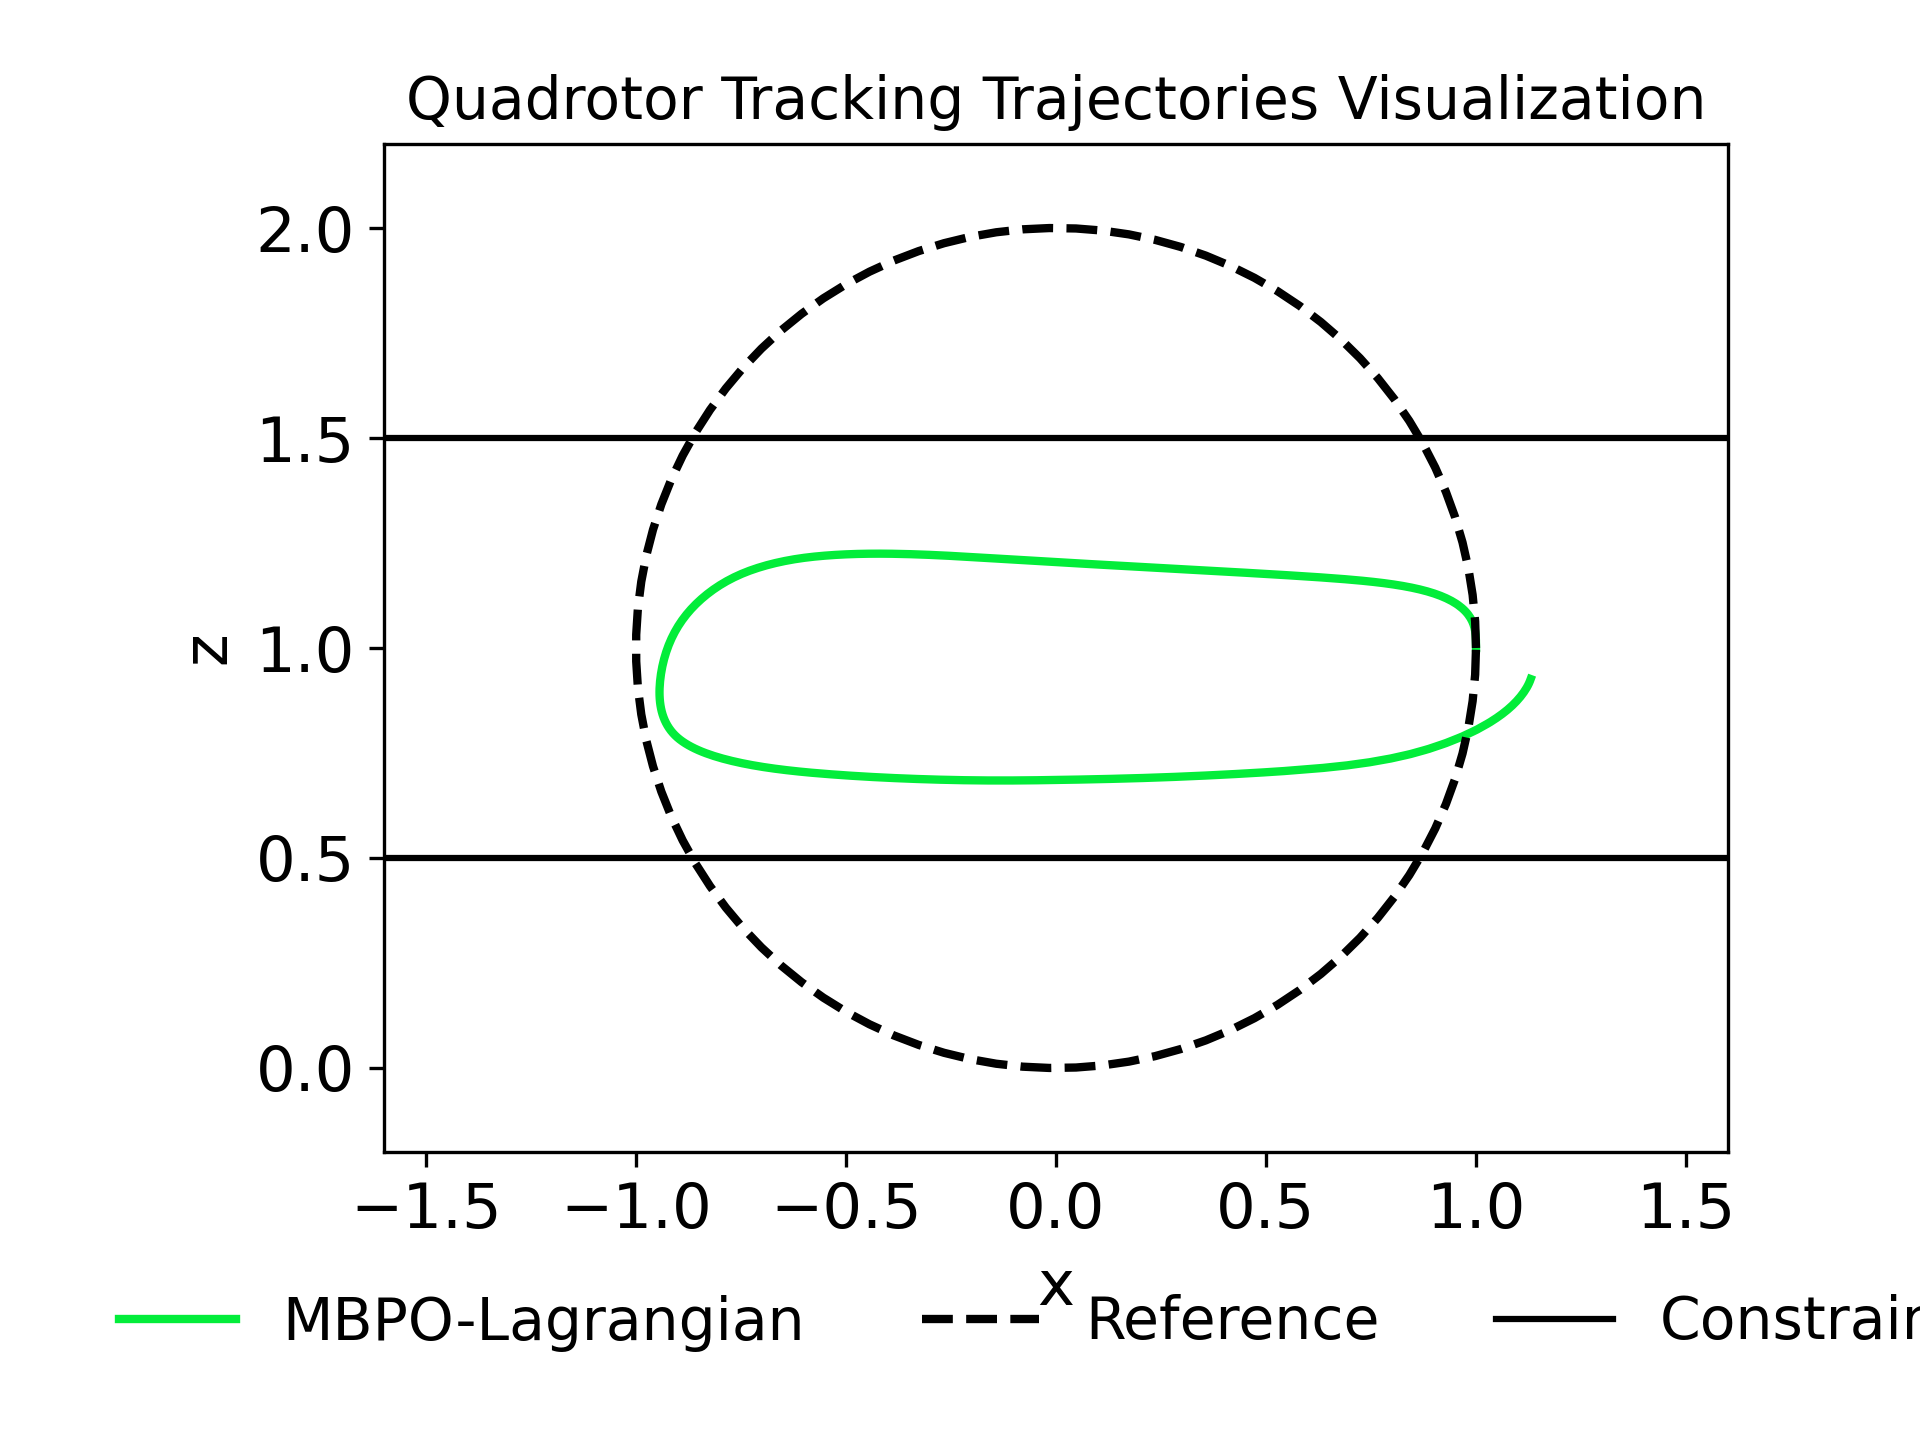 Quadrotor Tracking Trajectories Visualization
2.0
1.5
z 1.0
0.5
0.0
−1.5 −1.0 −0.5 0.0 0.5 1.0 1.5
x
MBPO-Lagrangian Reference